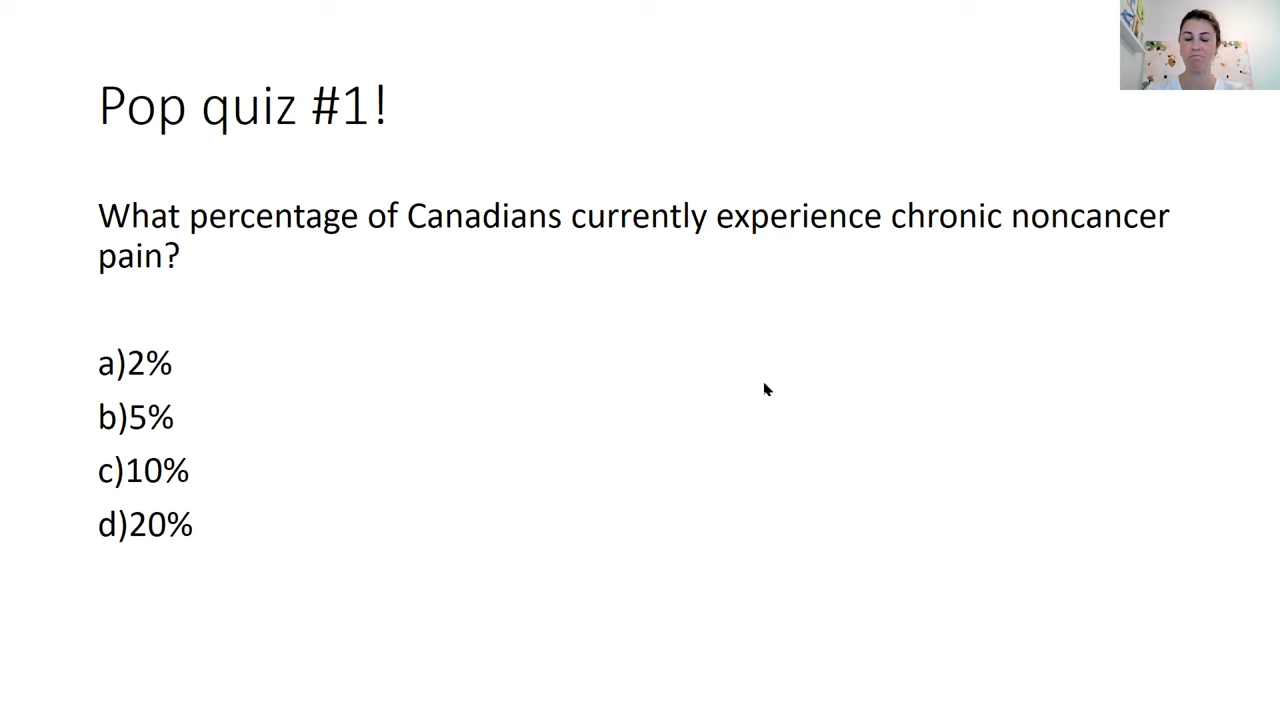 Pop quiz #1!
What percentage of Canadians currently experience chronic noncancer
pain?
a)2%
b)5%
c)10%
d)20%